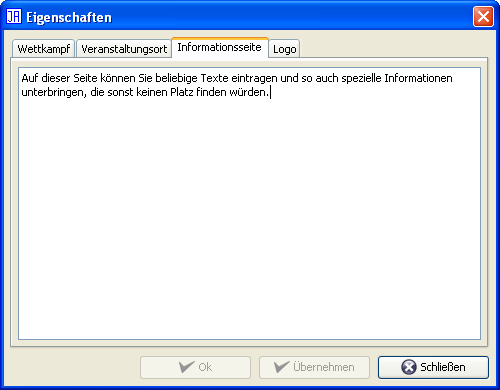 JA Eigenschaften
Wettkampf Veranstaltungsort Informationsseite Logo
Auf dieser Seite können Sie beliebige Texte eintragen und so auch spezielle Informationen
unterbringen, die sonst keinen Platz finden würden.
Ok Übernehmen Schließen